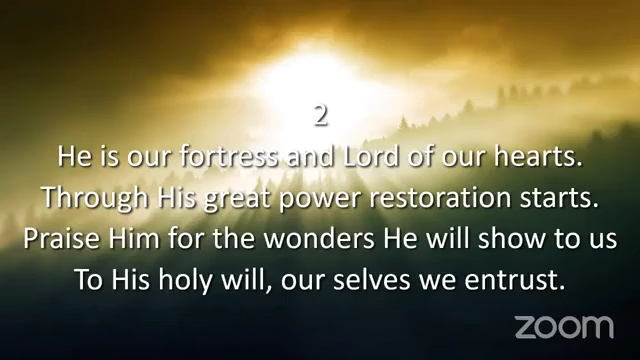 2
He is our fortress and Lord of our hearts.
Through His great power restoration starts.
Praise Him for the wonders He will show to us
To His holy will, our selves we entrust.
zoom